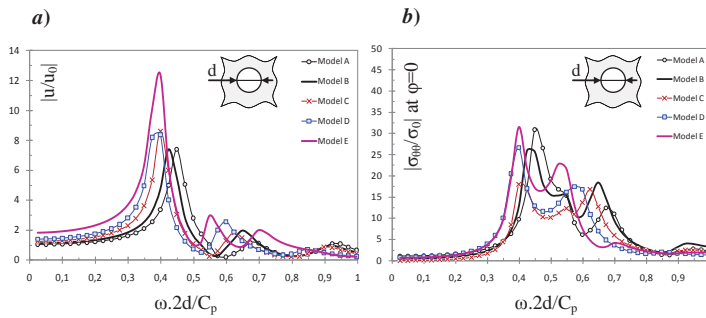 a)
14
12
10
8
6
4
2
0
|u/u₀|
d
Model A
Model B
Model C
Model D
Model E
0 0,1 0,2 0,3 0,4 0,5 0,6 0,7 0,8 0,9 1
ω.2d/Cₚ
b)
50
45
40
35
30
25
20
15
10
5
0
|σθθ/σ₀| at φ=0
d
Model A
Model B
Model C
Model D
Model E
0 0,1 0,2 0,3 0,4 0,5 0,6 0,7 0,8 0,9
ω.2d/Cₚ